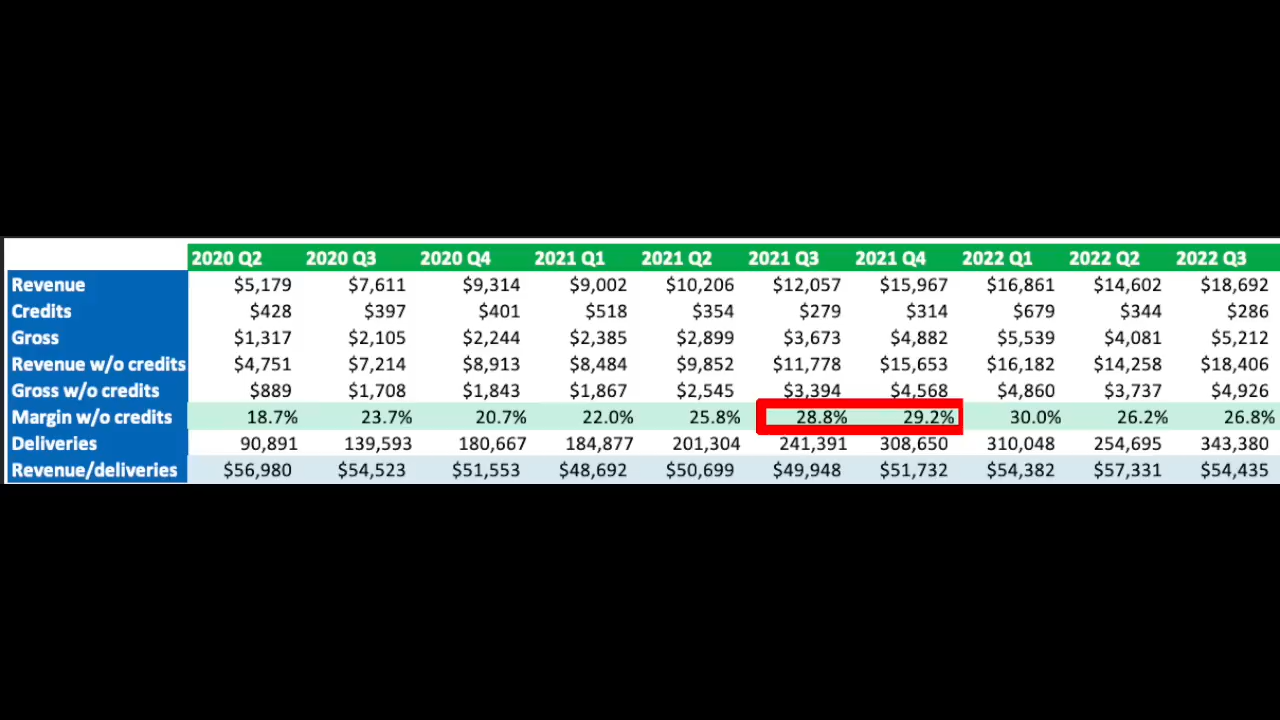 2020 Q2 2020 Q3 2020 Q4 2021 Q1 2021 Q2 2021 Q3 2021 Q4 2022 Q1 2022 Q2 2022 Q3
Revenue $5,179 $7,611 $9,314 $9,002 $10,206 $12,057 $15,967 $16,861 $14,602 $18,692
Credits $428 $397 $401 $518 $354 $279 $314 $679 $344 $286
Gross $1,317 $2,105 $2,244 $2,385 $2,899 $3,673 $4,882 $5,539 $4,081 $5,212
Revenue w/o credits $4,751 $7,214 $8,913 $8,484 $9,852 $11,778 $15,653 $16,182 $14,258 $18,406
Gross w/o credits $889 $1,708 $1,843 $1,867 $2,545 $3,394 $4,568 $4,860 $3,737 $4,926
Margin w/o credits 18.7% 23.7% 20.7% 22.0% 25.8% 28.8% 29.2% 30.0% 26.2% 26.8%
Deliveries 90,891 139,593 180,667 184,877 201,304 241,391 308,650 310,048 254,695 343,380
Revenue/deliveries $56,980 $54,523 $51,553 $48,692 $50,699 $49,948 $51,732 $54,382 $57,331 $54,435